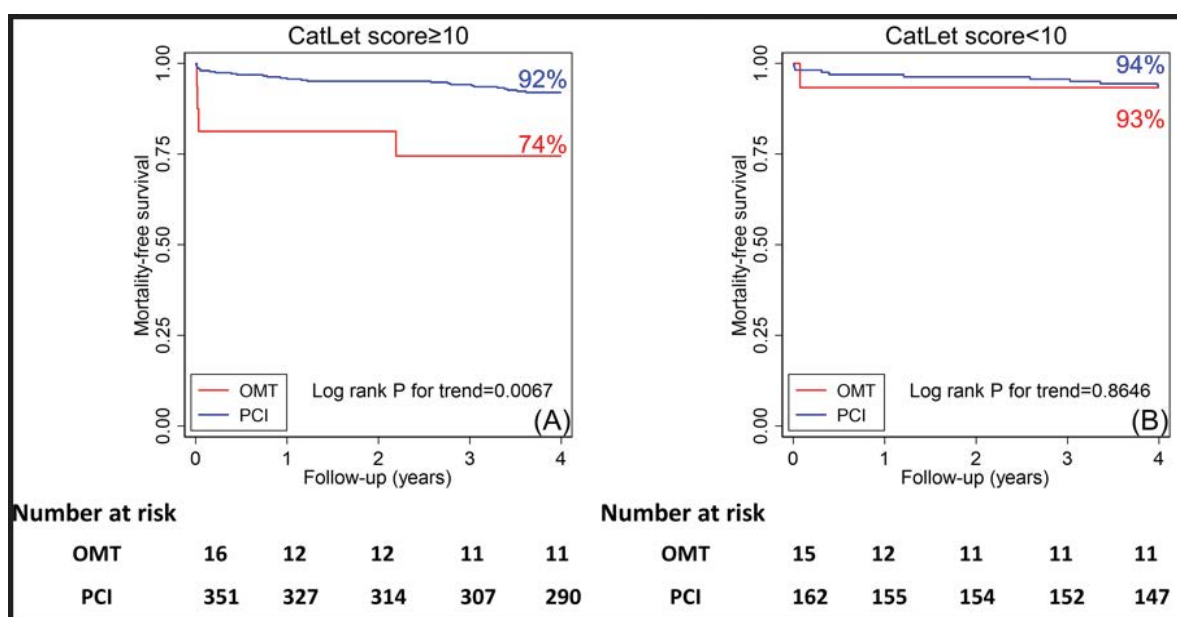 CatLet score≥10
1.00
0.75
0.50
0.25
0.00
Mortality-free survival
92%
74%
OMT
PCI
Log rank P for trend=0.0067
(A)
0 1 2 3 4
Follow-up (years)
CatLet score<10
1.00
0.75
0.50
0.25
0.00
Mortality-free survival
94%
93%
OMT
PCI
Log rank P for trend=0.8646
(B)
0 1 2 3 4
Follow-up (years)
Number at risk
OMT 16 12 12 11 11
PCI 351 327 314 307 290
Number at risk
OMT 15 12 11 11 11
PCI 162 155 154 152 147